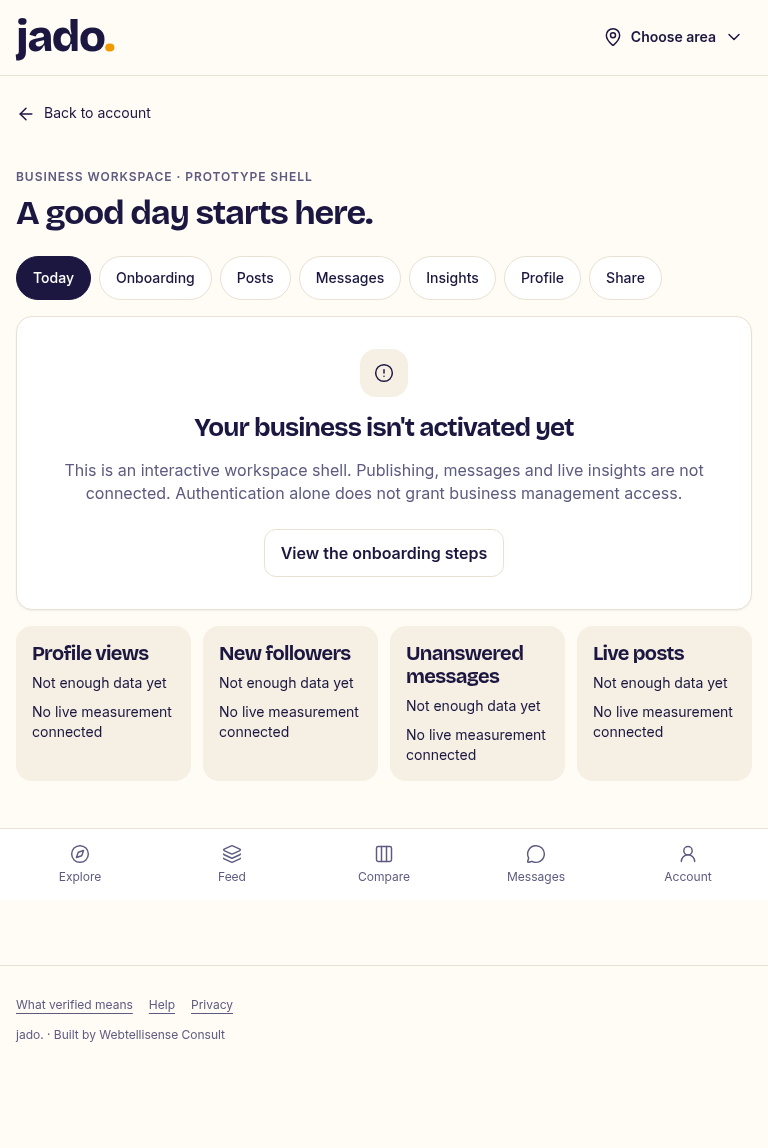 jado.
Choose area
Back to account
BUSINESS WORKSPACE · PROTOTYPE SHELL
A good day starts here.
Today
Onboarding
Posts
Messages
Insights
Profile
Share
Your business isn't activated yet
This is an interactive workspace shell. Publishing, messages and live insights are not
connected. Authentication alone does not grant business management access.
View the onboarding steps
Profile views
Not enough data yet
No live measurement
connected
New followers
Not enough data yet
No live measurement
connected
Unanswered
messages
Not enough data yet
No live measurement
connected
Live posts
Not enough data yet
No live measurement
connected
Explore
Feed
Compare
Messages
Account
What verified means
Help
Privacy
jado. · Built by Webtellisense Consult